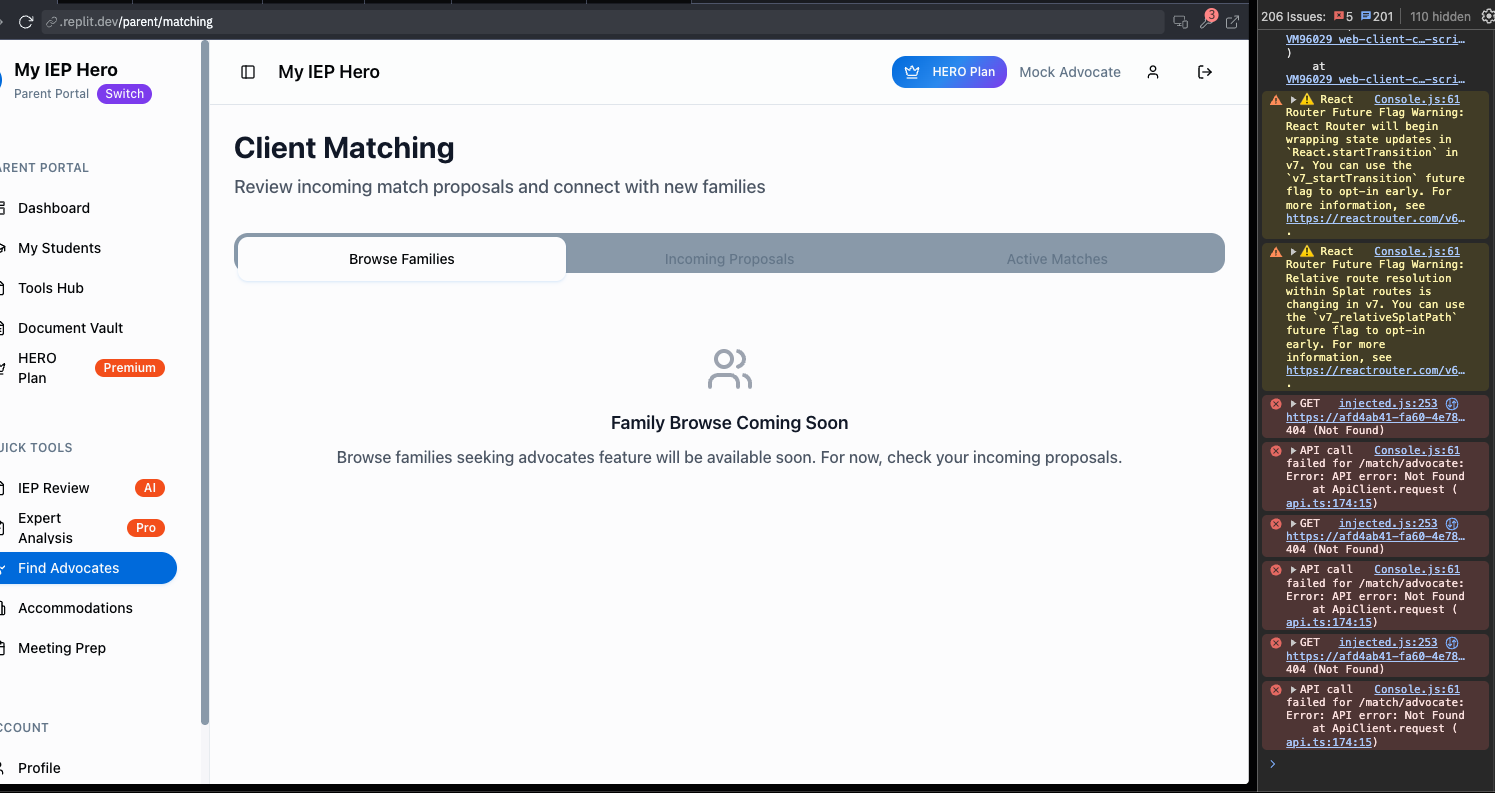 .replit.dev/parent/matching
3
My IEP Hero
Parent Portal Switch
ARENT PORTAL
Dashboard
My Students
Tools Hub
Document Vault
HERO
Plan
Premium
UICK TOOLS
IEP Review AI
Expert
Analysis
Pro
Find Advocates
Accommodations
Meeting Prep
CCOUNT
Profile
My IEP Hero
HERO Plan Mock Advocate
Client Matching
Review incoming match proposals and connect with new families
Browse Families Incoming Proposals Active Matches
Family Browse Coming Soon
Browse families seeking advocates feature will be available soon. For now, check your incoming proposals.
206 Issues: 5 201 110 hidden
VM96029 web-client-c…-scri…
)
at
VM96029 web-client-c…-scri…
React Console.js:61
Router Future Flag Warning:
React Router will begin
wrapping state updates in
`React.startTransition` in
v7. You can use the
`v7_startTransition` future
flag to opt-in early. For
more information, see
https://reactrouter.com/v6…
.
React Console.js:61
Router Future Flag Warning:
Relative route resolution
within Splat routes is
changing in v7. You can use
the `v7_relativeSplatPath`
future flag to opt-in
early. For more
information, see
https://reactrouter.com/v6…
.
GET injected.js:253
https://afd4ab41-fa60-4e78…
404 (Not Found)
API call Console.js:61
failed for /match/advocate:
Error: API error: Not Found
at ApiClient.request (
api.ts:174:15)
GET injected.js:253
https://afd4ab41-fa60-4e78…
404 (Not Found)
API call Console.js:61
failed for /match/advocate:
Error: API error: Not Found
at ApiClient.request (
api.ts:174:15)
GET injected.js:253
https://afd4ab41-fa60-4e78…
404 (Not Found)
API call Console.js:61
failed for /match/advocate:
Error: API error: Not Found
at ApiClient.request (
api.ts:174:15)